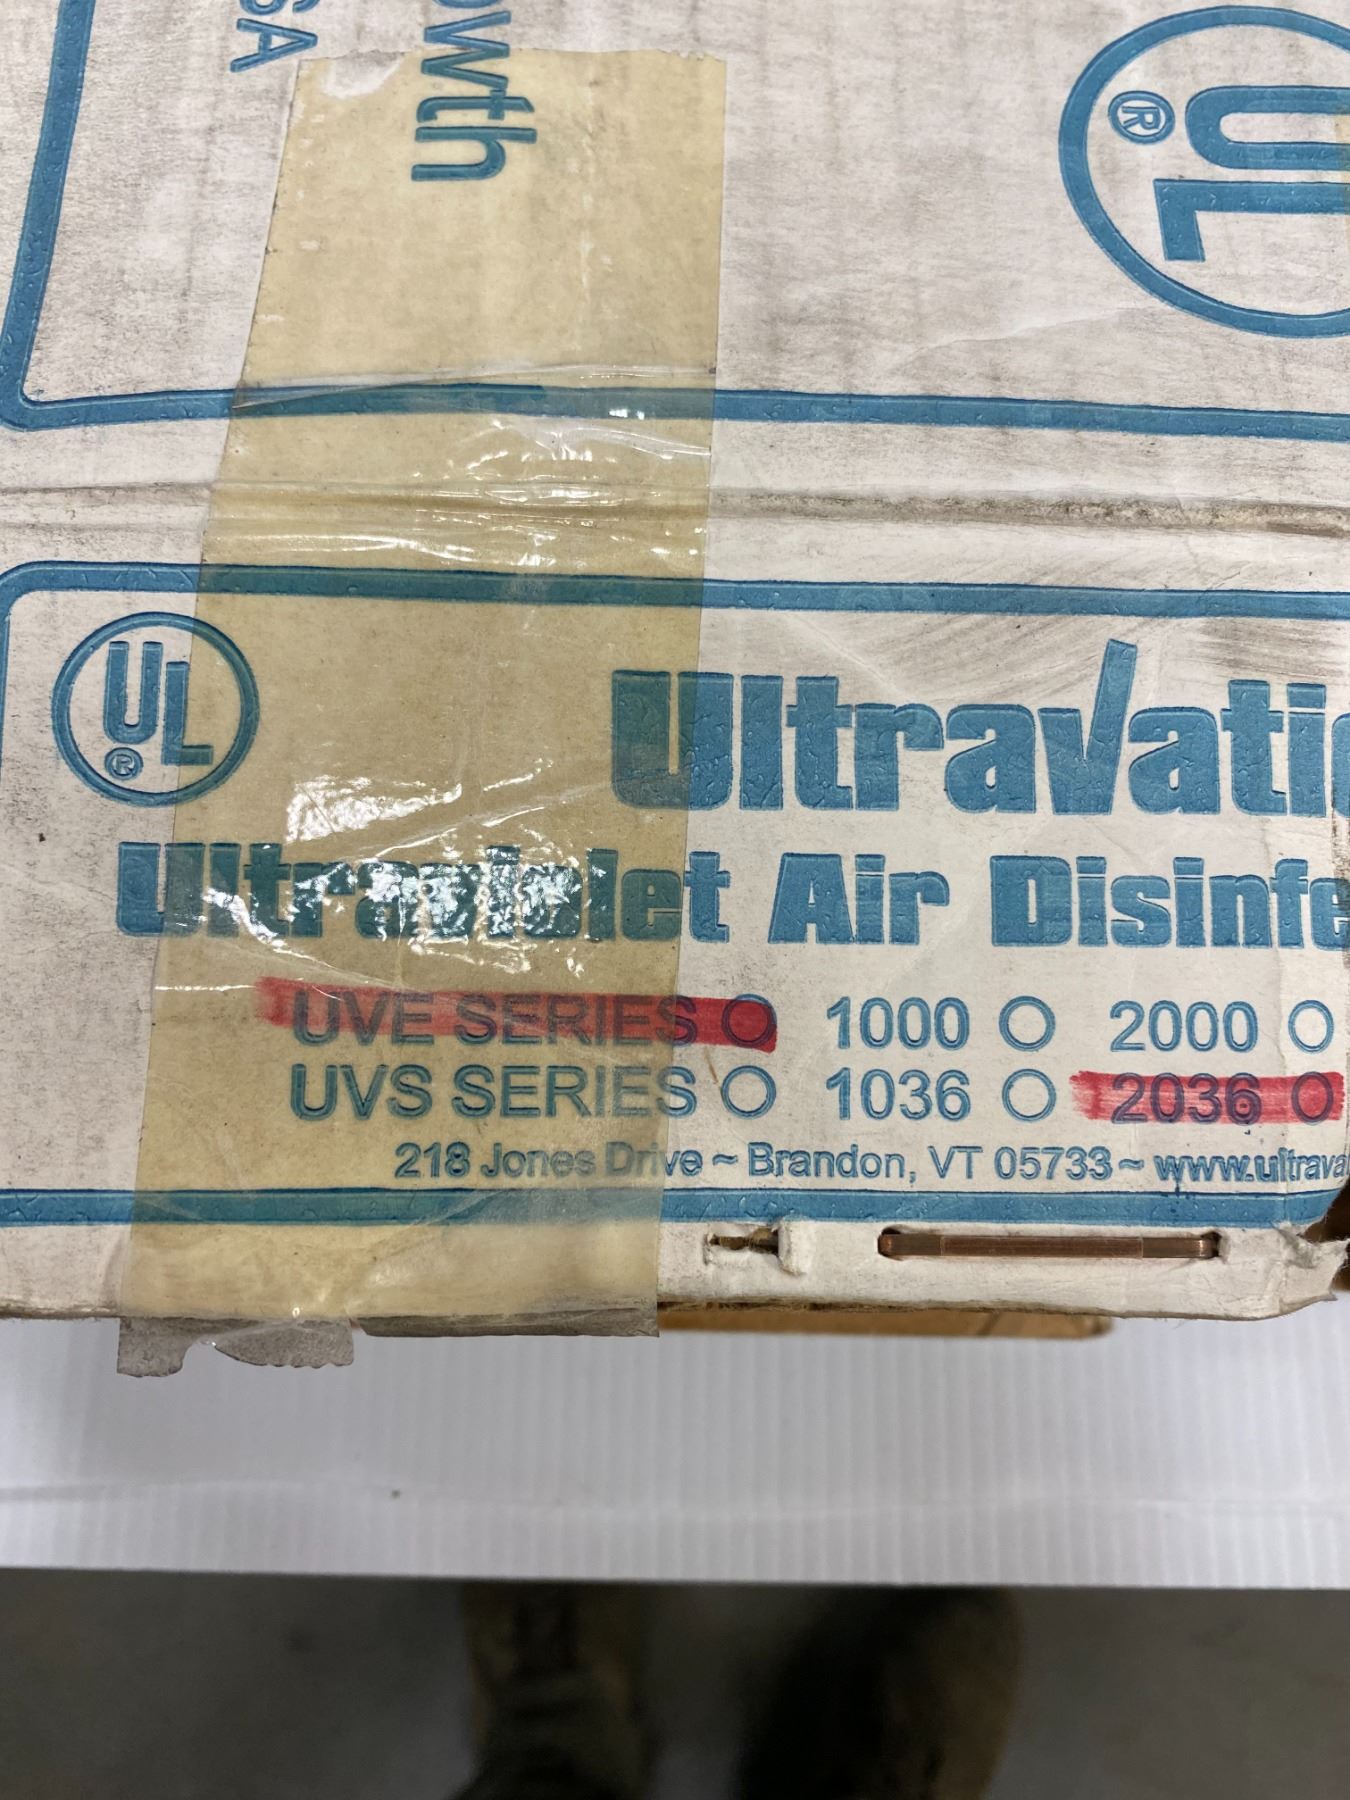 SA
owth
UL
®
UL
®
Ultravati
Ultraviolet Air Disinfe
UVE SERIES 1000 2000
UVS SERIES 1036 2036
218 Jones Drive ~ Brandon, VT 05733 ~ www.ultrava